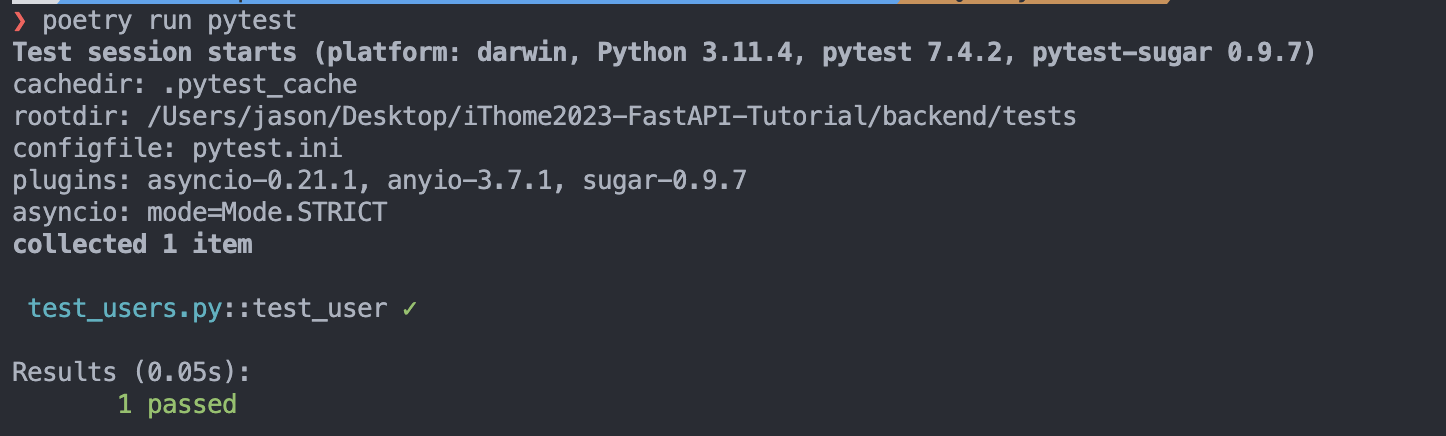 ❯ poetry run pytest
Test session starts (platform: darwin, Python 3.11.4, pytest 7.4.2, pytest-sugar 0.9.7)
cachedir: .pytest_cache
rootdir: /Users/jason/Desktop/iThome2023-FastAPI-Tutorial/backend/tests
configfile: pytest.ini
plugins: asyncio-0.21.1, anyio-3.7.1, sugar-0.9.7
asyncio: mode=Mode.STRICT
collected 1 item
test_users.py::test_user ✓
Results (0.05s):
1 passed